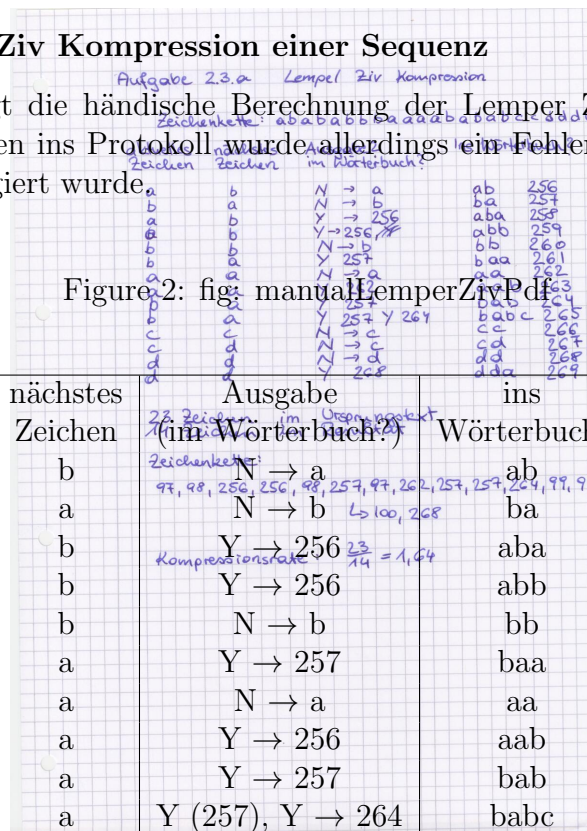 Ziv Kompression einer Sequenz
Aufgabe 2.3.a Lempel Ziv Kompression
t die händische Berechnung der Lemper Z
Zeichenkette:
en ins Protokoll wurde allerdings ein Fehler
Zeichen Zeichen im Wörterbuch?
giert wurde.
a b N → a ab 256
b a N → b ba 257
a b Y → 256 aba 258
a b Y → 256, abb 259
b b N → b bb 260
b a Y 257 baa 261
a a N → a aa 262
Figure 2: fig: manualLemperZivPdf
b a Y 257 Y 264 babc 265
c c N → c cc 266
c d N → c cd 267
d d N → d dd 268
d d Y 268 dda 269
nächstes Ausgabe ins
23 Zeichen im Ursprungstext
Zeichen (im Wörterbuch?) Wörterbuch
Zeichenkette:
b N → a ab
97, 98, 256, 256, 98, 257, 97, 262, 257, 257, 264, 99, 9
a N → b ba
↳ 100, 268
b Y → 256 aba
Kompressionsrate: 23/14 = 1,64
b Y → 256 abb
b N → b bb
a Y → 257 baa
a N → a aa
a Y → 256 aab
a Y → 257 bab
a Y (257), Y → 264 babc